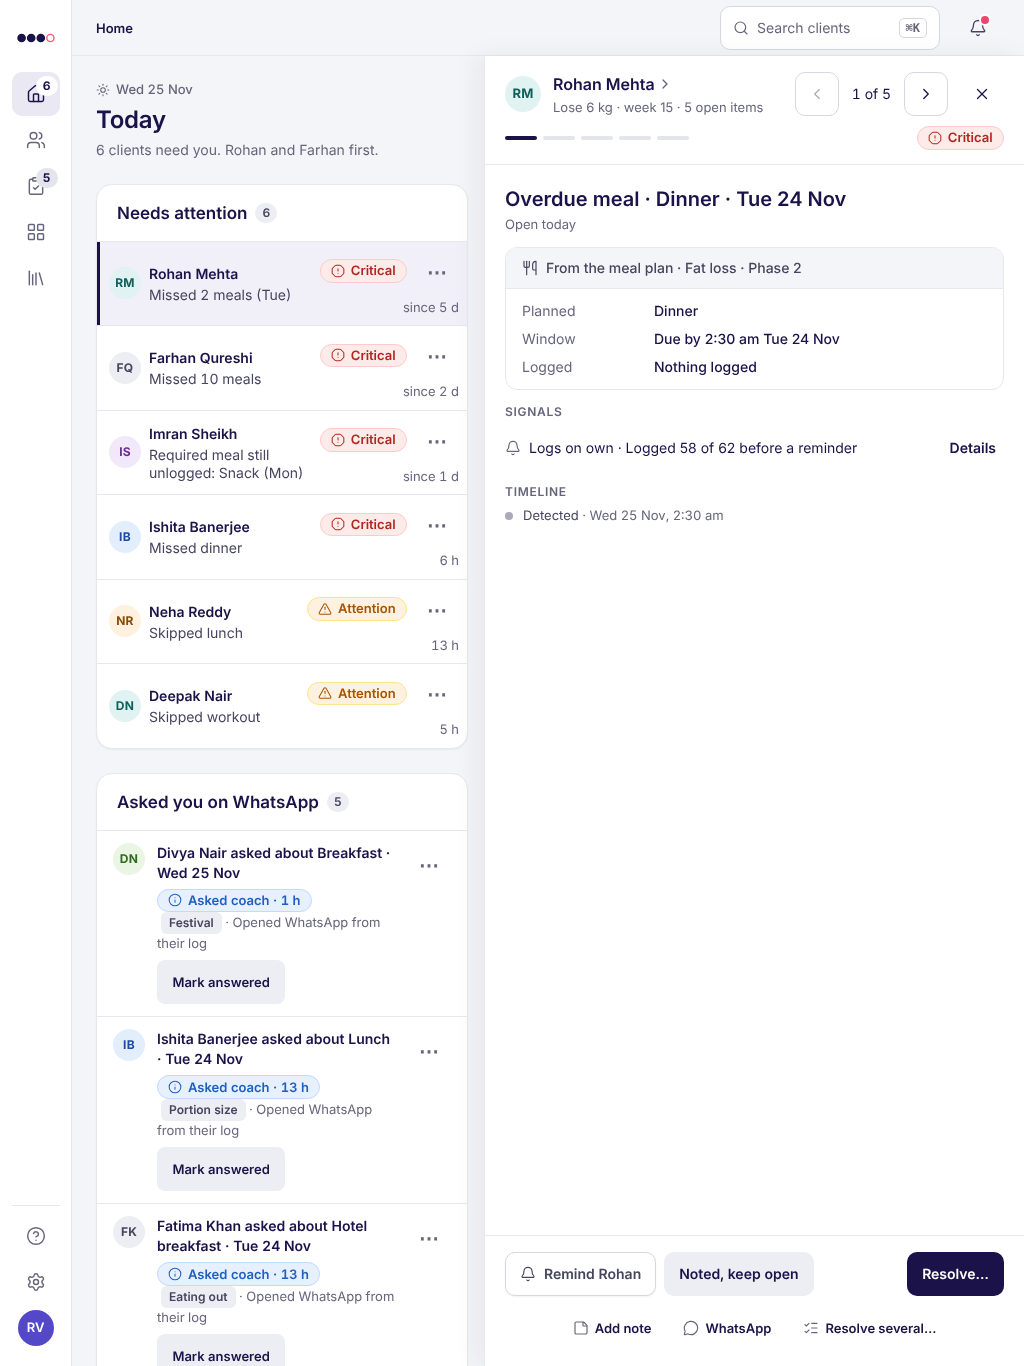 Home
Search clients
⌘K
6
5
Wed 25 Nov
Today
6 clients need you. Rohan and Farhan first.
Needs attention 6
RM
Rohan Mehta
Missed 2 meals (Tue)
Critical
since 5 d
FQ
Farhan Qureshi
Missed 10 meals
Critical
since 2 d
IS
Imran Sheikh
Required meal still
unlogged: Snack (Mon)
Critical
since 1 d
IB
Ishita Banerjee
Missed dinner
Critical
6 h
NR
Neha Reddy
Skipped lunch
Attention
13 h
DN
Deepak Nair
Skipped workout
Attention
5 h
Asked you on WhatsApp 5
DN
Divya Nair asked about Breakfast ·
Wed 25 Nov
Asked coach · 1 h
Festival · Opened WhatsApp from
their log
Mark answered
IB
Ishita Banerjee asked about Lunch
· Tue 24 Nov
Asked coach · 13 h
Portion size · Opened WhatsApp
from their log
Mark answered
FK
Fatima Khan asked about Hotel
breakfast · Tue 24 Nov
Asked coach · 13 h
Eating out · Opened WhatsApp from
their log
Mark answered
RV
RM
Rohan Mehta
Lose 6 kg · week 15 · 5 open items
1 of 5
Critical
Overdue meal · Dinner · Tue 24 Nov
Open today
From the meal plan · Fat loss · Phase 2
Planned Dinner
Window Due by 2:30 am Tue 24 Nov
Logged Nothing logged
SIGNALS
Logs on own · Logged 58 of 62 before a reminder Details
TIMELINE
Detected · Wed 25 Nov, 2:30 am
Remind Rohan
Noted, keep open
Resolve...
Add note
WhatsApp
Resolve several...